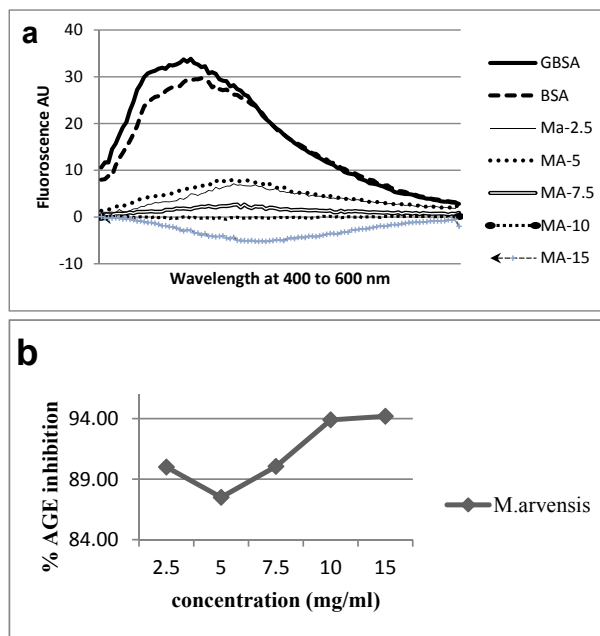 a
40
30
20
10
0
-10
Fluoroscence AU
Wavelength at 400 to 600 nm
GBSA
BSA
Ma-2.5
MA-5
MA-7.5
MA-10
MA-15
b
94.00
89.00
84.00
% AGE inhibition
2.5 5 7.5 10 15
concentration (mg/ml)
M.arvensis